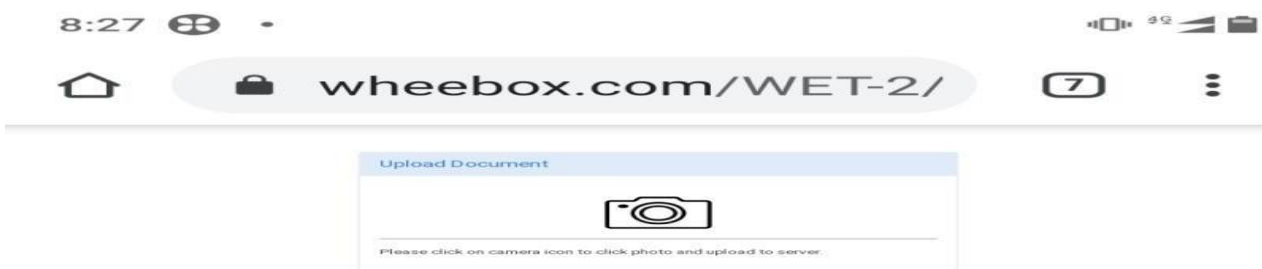 8:27
4G
wheebox.com/WET-2/
7
Upload Document
Please click on camera icon to click photo and upload to server.